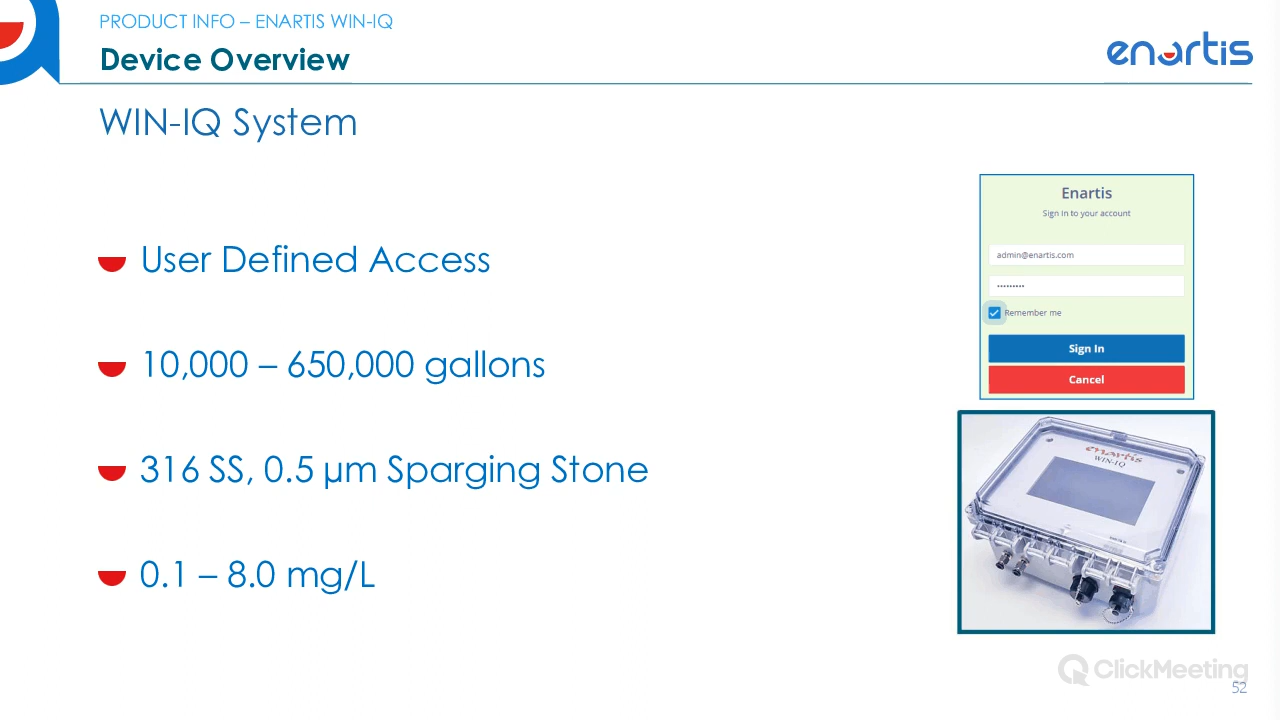 PRODUCT INFO – ENARTIS WIN-IQ
Device Overview
enartis
WIN-IQ System
User Defined Access
10,000 – 650,000 gallons
316 SS, 0.5 µm Sparging Stone
0.1 – 8.0 mg/L
Enartis
Sign In to your account
admin@enartis.com
•••••••••
Remember me
Sign In
Cancel
enartis
WIN-IQ
ClickMeeting
52